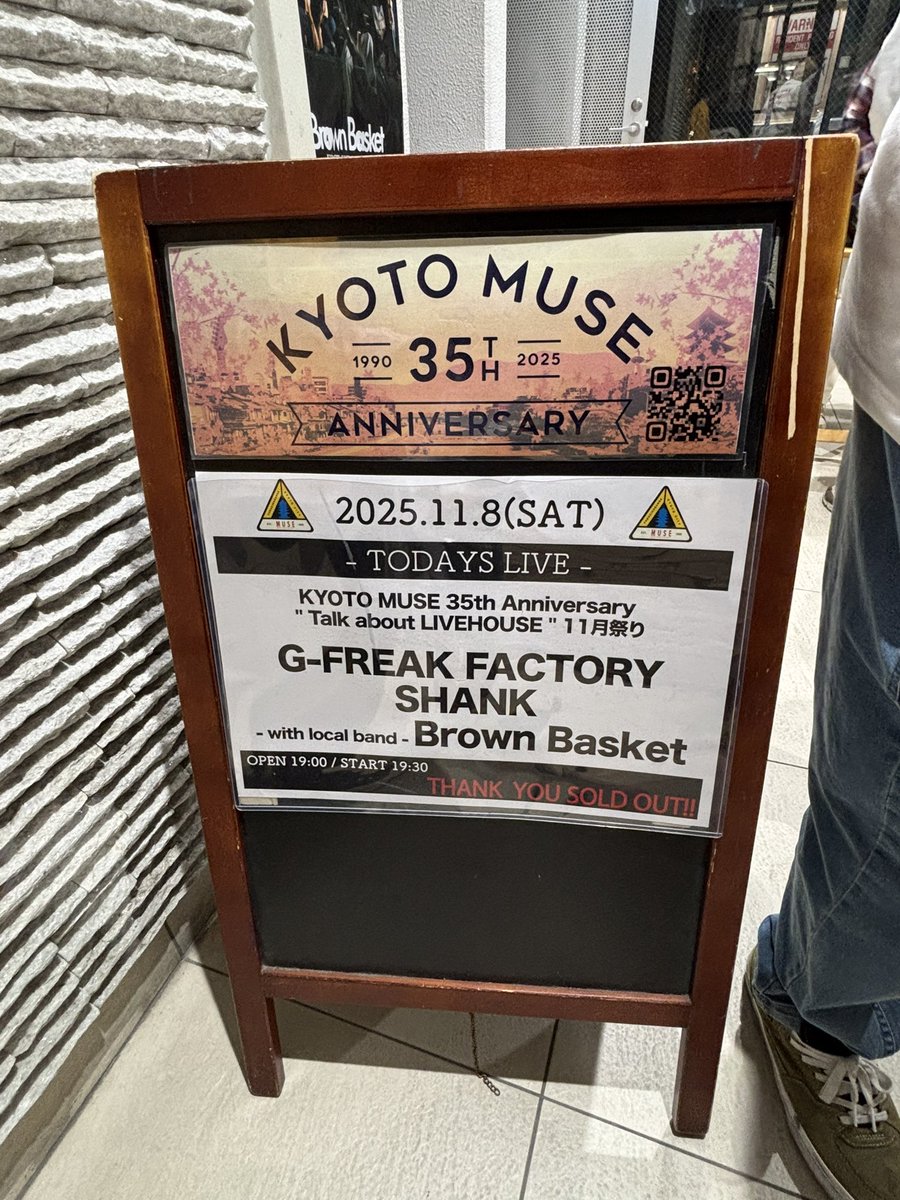 Brown Basket
KYOTO MUSE
1990 35TH 2025
ANNIVERSARY
2025.11.8(SAT)
MUSE
MUSE
- TODAYS LIVE -
KYOTO MUSE 35th Anniversary
" Talk about LIVEHOUSE " 11月祭り
G-FREAK FACTORY
SHANK
- with local band - Brown Basket
OPEN 19:00 / START 19:30
THANK YOU SOLD OUT!!